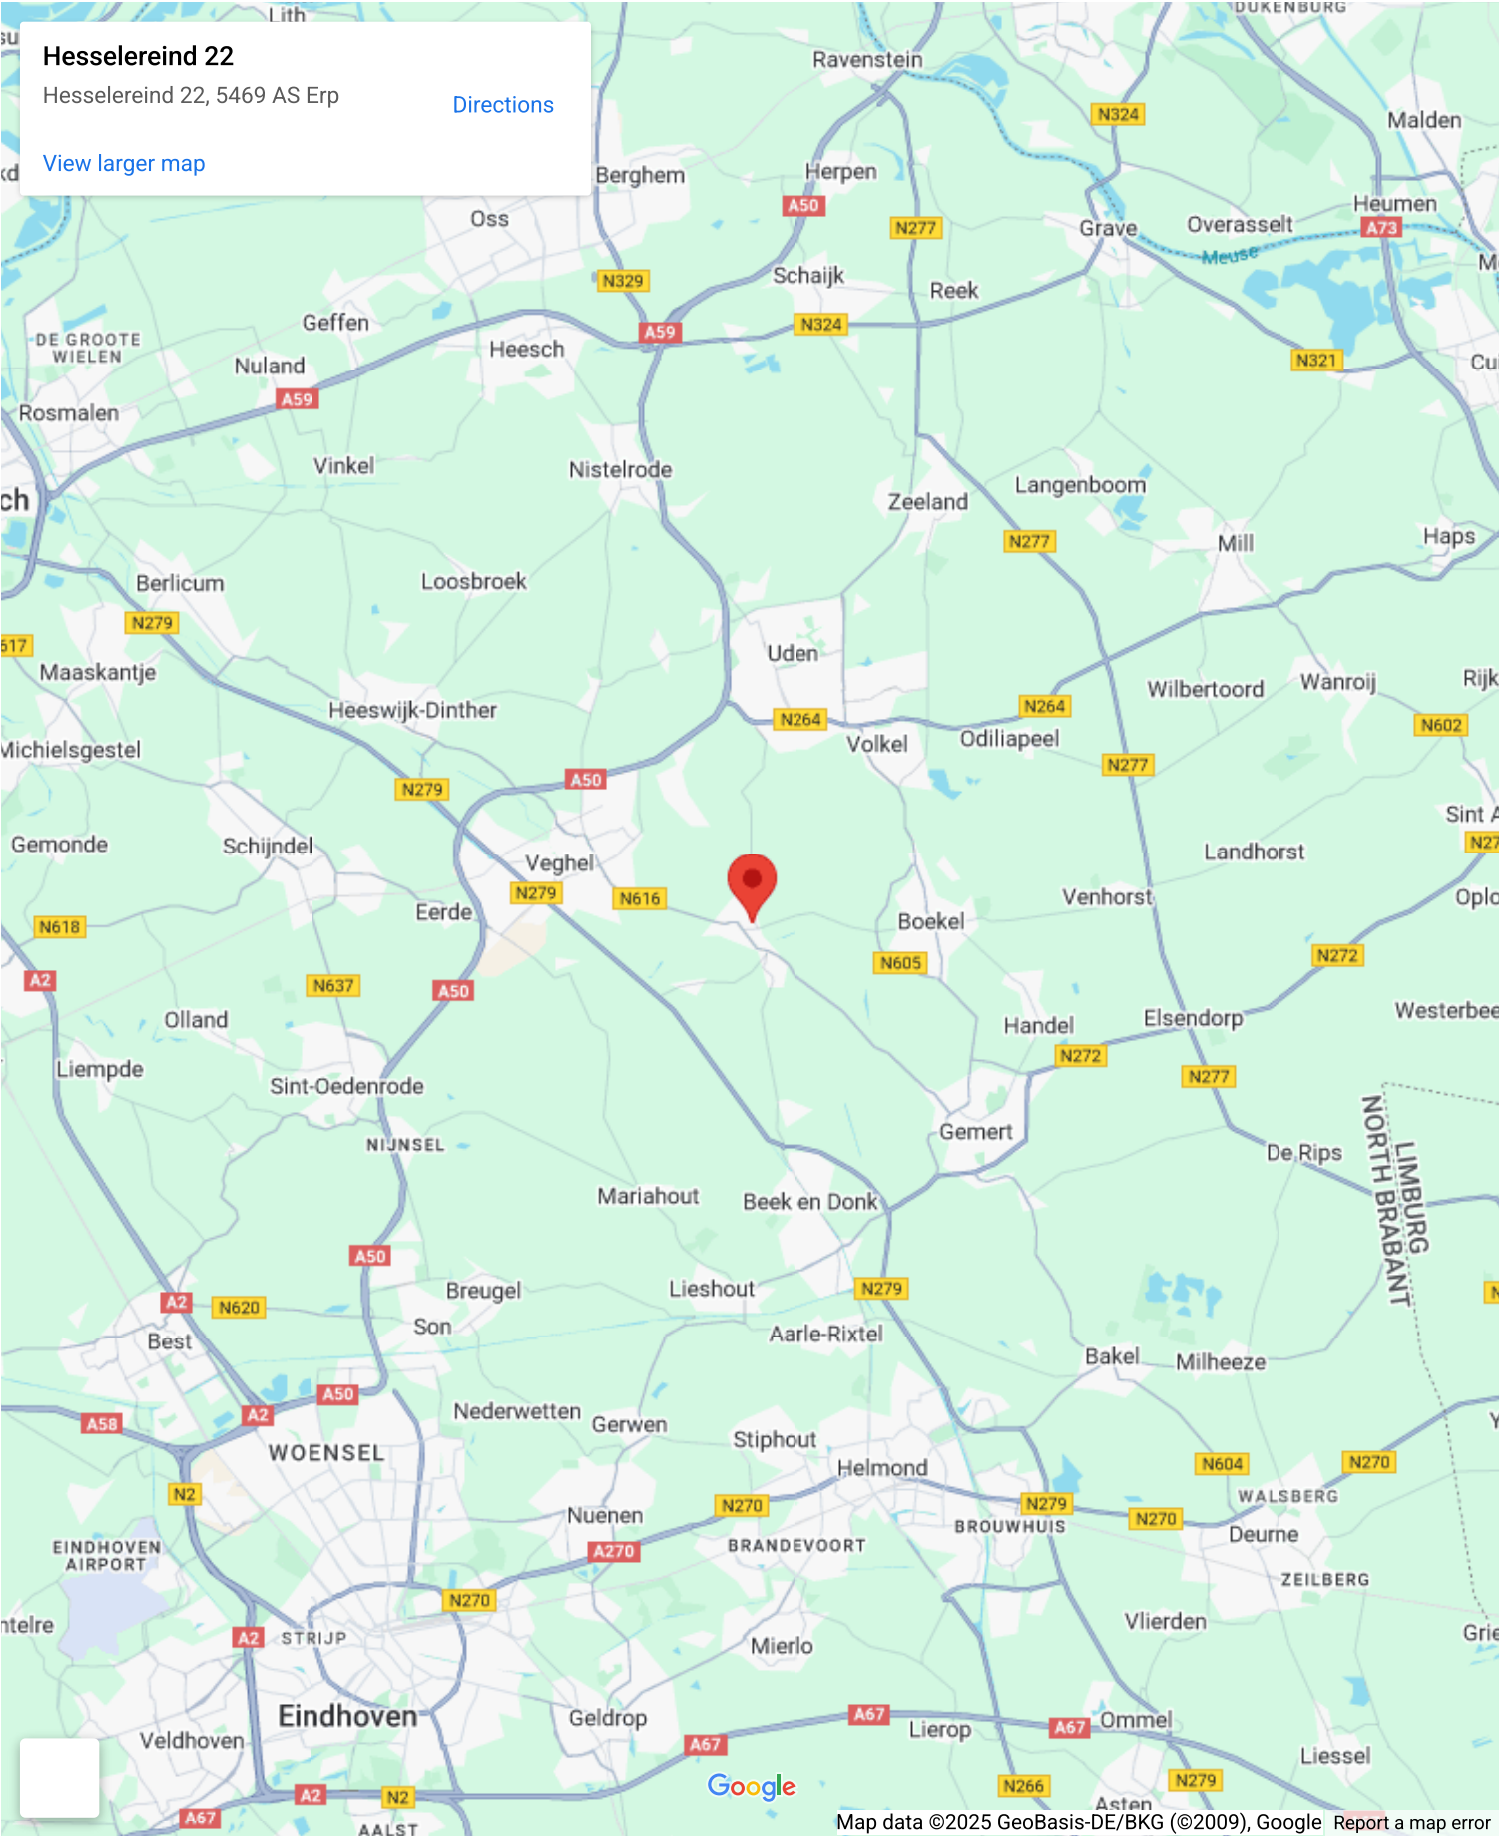 Lith
DUKENBURG
Hesselereind 22
Hesselereind 22, 5469 AS Erp
Directions
View larger map
Ravenstein
N324
Malden
Berghem
Herpen
Oss
A50
N277
Grave
Overasselt
Heumen
A73
Meuse
N329
Schaijk
Reek
Geffen
A59
N324
DE GROOTE
WIELEN
Heesch
Nuland
N321
A59
Rosmalen
Vinkel
Nistelrode
Zeeland
Langenboom
N277
Mill
Haps
Berlicum
Loosbroek
N279
Maaskantje
Uden
Heeswijk-Dinther
N264
N264
Wilbertoord
Wanroij
N602
Michielsgestel
Volkel
Odiliapeel
N277
A50
N279
Gemonde
Schijndel
Veghel
Landhorst
N279
N616
Venhorst
Eerde
Boekel
N618
N605
N272
A2
N637
A50
Olland
Handel
Elsendorp
Liempde
N272
N277
Sint-Oedenrode
Gemert
NIJNSEL
De Rips
LIMBURG
NORTH BRABANT
Mariahout
Beek en Donk
A50
Breugel
Lieshout
N279
A2
N620
Son
Best
Aarle-Rixtel
Bakel
Milheeze
A50
A58
A2
Nederwetten
Gerwen
WOENSEL
Stiphout
Helmond
N604
N270
N2
N270
N279
WALSBERG
Nuenen
N270
BROUWHUIS
Deurne
EINDHOVEN
AIRPORT
A270
BRANDEVOORT
ZEILBERG
N270
Vlierden
A2
STRIJP
Mierlo
Eindhoven
Geldrop
A67
Lierop
A67
Ommel
Veldhoven
A67
Liessel
A2
N2
Google
N266
N279
A67
Asten
AALST
Map data ©2025 GeoBasis-DE/BKG (©2009), Google
Report a map error